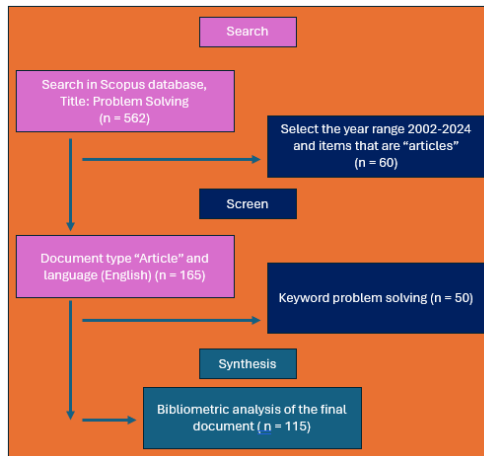 Search
Search in Scopus database,
Title: Problem Solving
(n = 562)
Select the year range 2002-2024
and items that are “articles”
(n = 60)
Screen
Document type “Article” and
language (English) (n = 165)
Keyword problem solving (n = 50)
Synthesis
Bibliometric analysis of the final
document ( n = 115)